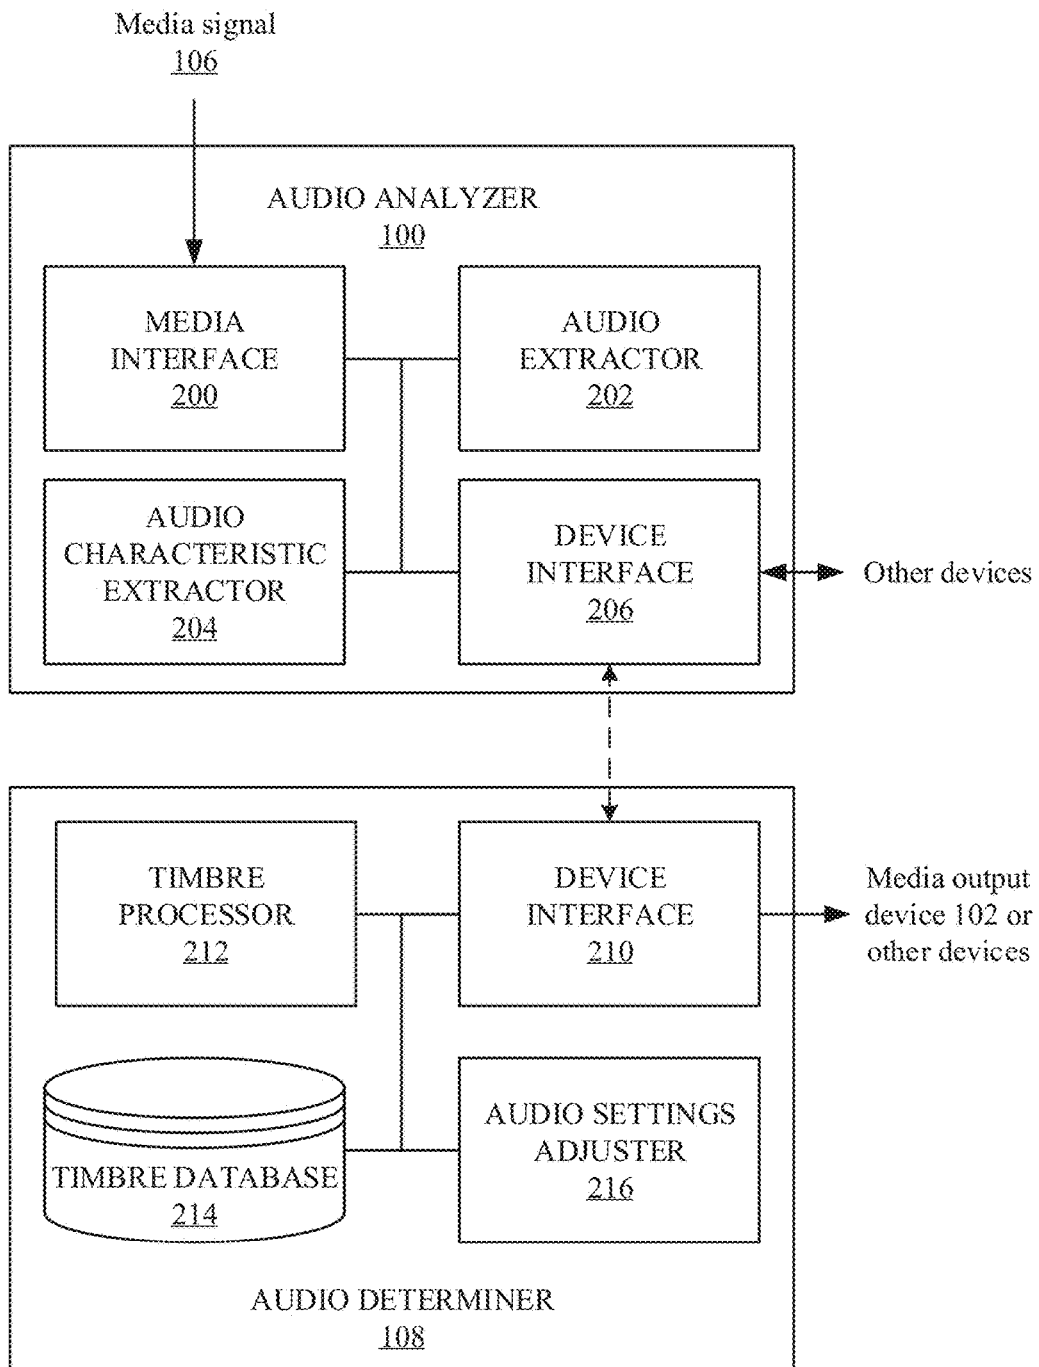 Media signal
106
AUDIO ANALYZER
100
MEDIA
INTERFACE
200
AUDIO
EXTRACTOR
202
AUDIO
CHARACTERISTIC
EXTRACTOR
204
DEVICE
INTERFACE
206
Other devices
TIMBRE
PROCESSOR
212
DEVICE
INTERFACE
210
Media output
device 102 or
other devices
TIMBRE DATABASE
214
AUDIO SETTINGS
ADJUSTER
216
AUDIO DETERMINER
108